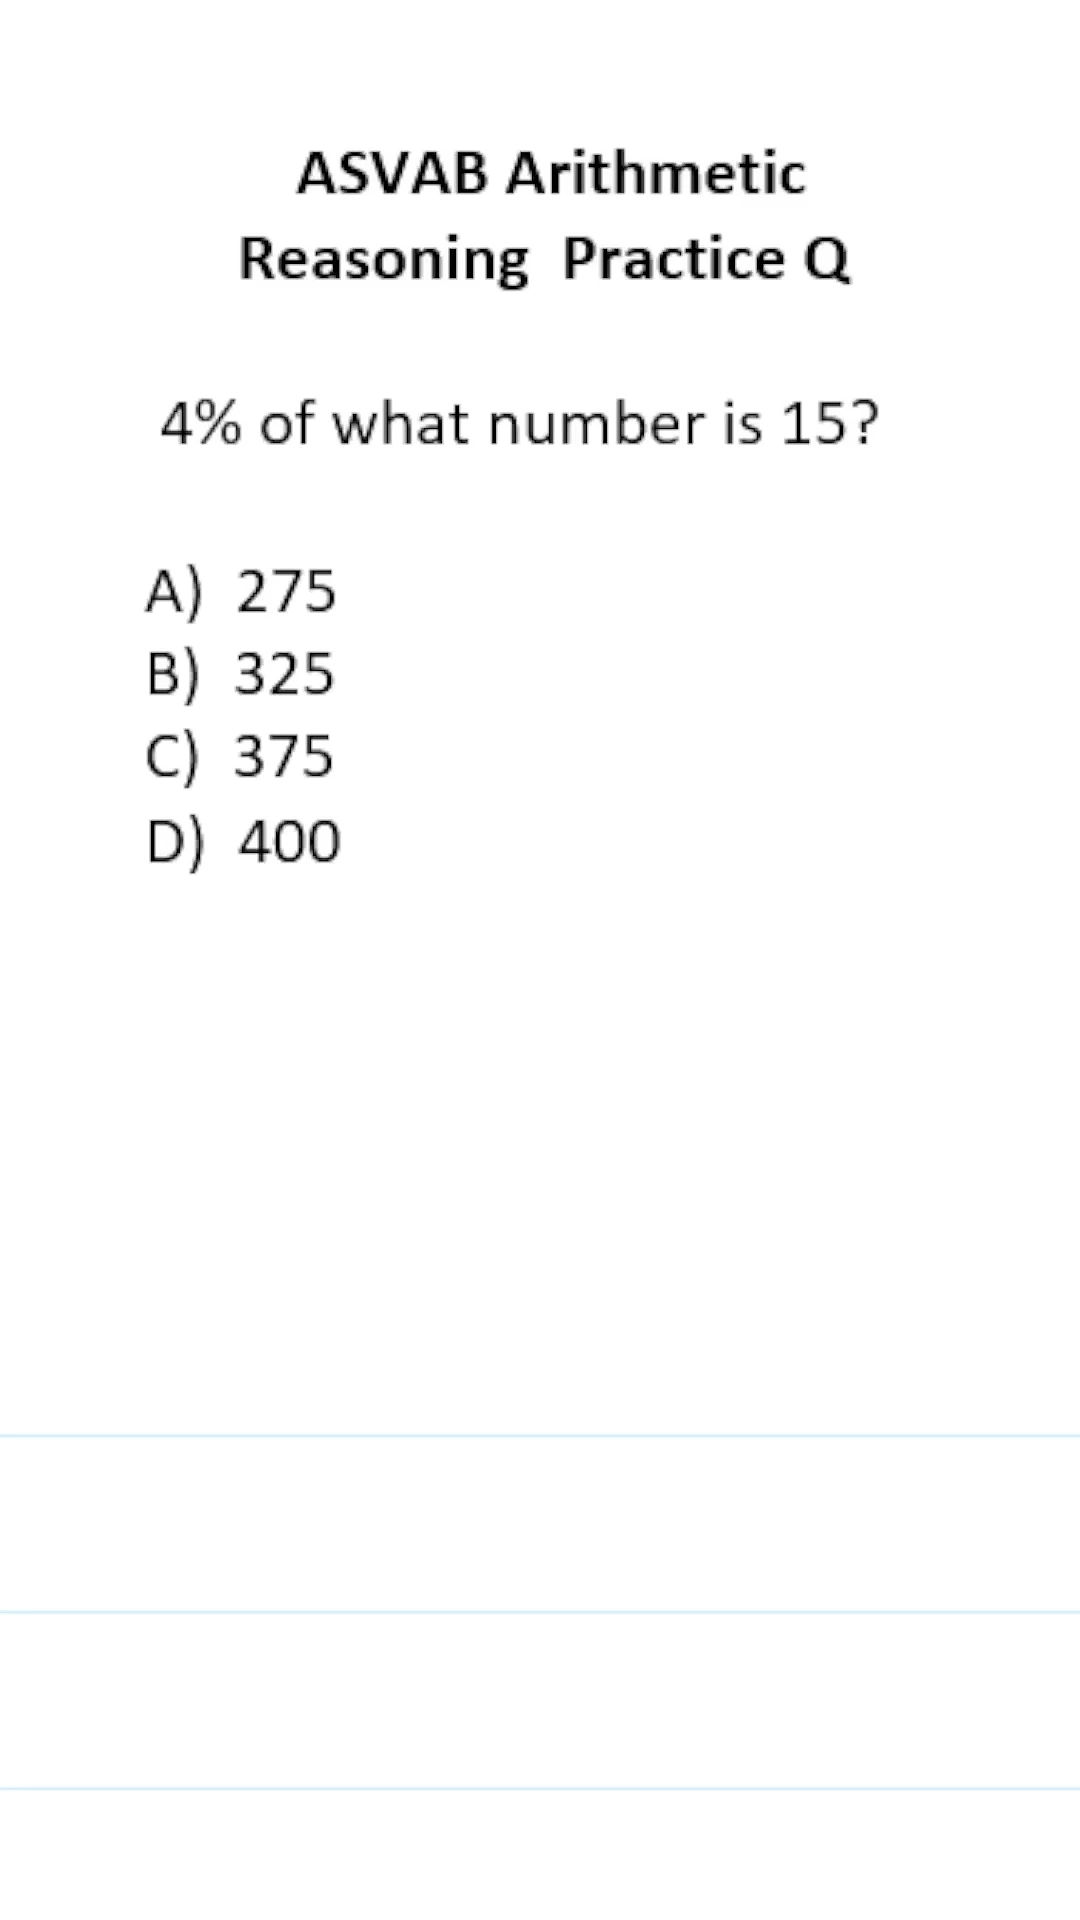 ASVAB Arithmetic
Reasoning Practice Q
4% of what number is 15?
A) 275
B) 325
C) 375
D) 400